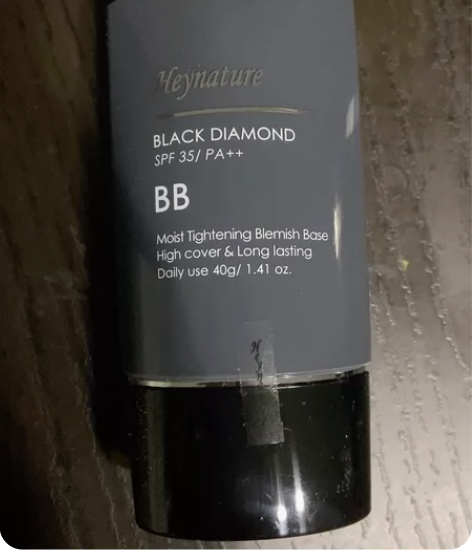 Heynature
BLACK DIAMOND
SPF 35/ PA++
BB
Moist Tightening Blemish Base
High cover & Long lasting
Daily use 40g/ 1.41 oz.